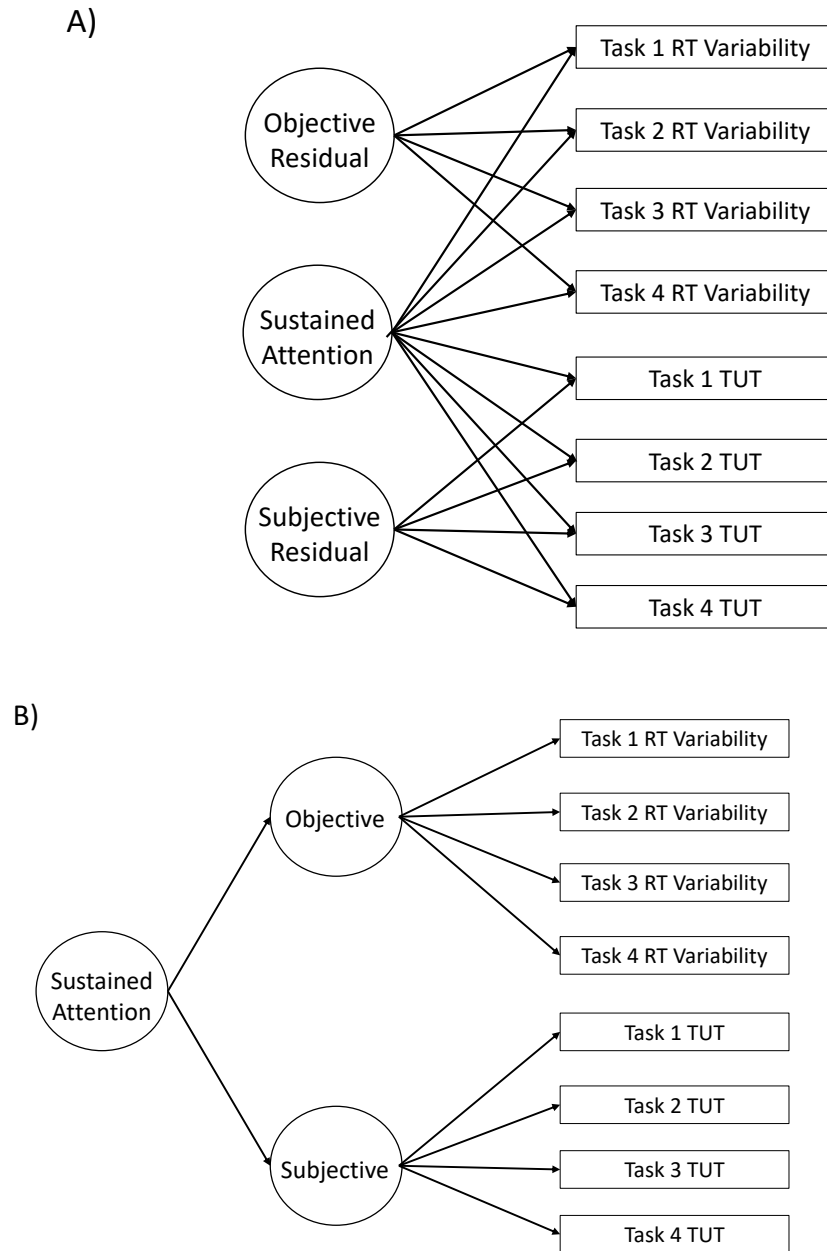 A)
Task 1 RT Variability
Objective
Residual
Task 2 RT Variability
Task 3 RT Variability
Task 4 RT Variability
Sustained
Attention
Task 1 TUT
Task 2 TUT
Subjective
Residual
Task 3 TUT
Task 4 TUT
B)
Task 1 RT Variability
Objective
Task 2 RT Variability
Task 3 RT Variability
Task 4 RT Variability
Sustained
Attention
Task 1 TUT
Task 2 TUT
Subjective
Task 3 TUT
Task 4 TUT